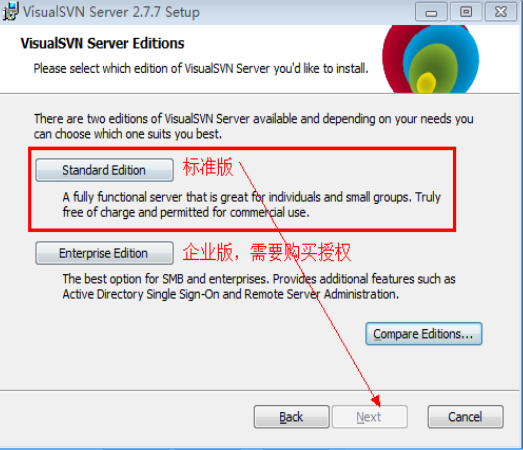 VisualSVN Server 2.7.7 Setup
VisualSVN Server Editions
Please select which edition of VisualSVN Server you'd like to install.
There are two editions of VisualSVN Server available and depending on your needs you
can choose which one suits you best.
Standard Edition 标准版
A fully functional server that is great for individuals and small groups. Truly
free of charge and permitted for commercial use.
Enterprise Edition 企业版，需要购买授权
The best option for SMB and enterprises. Provides additional features such as
Active Directory Single Sign-On and Remote Server Administration.
Compare Editions...
Back Next Cancel